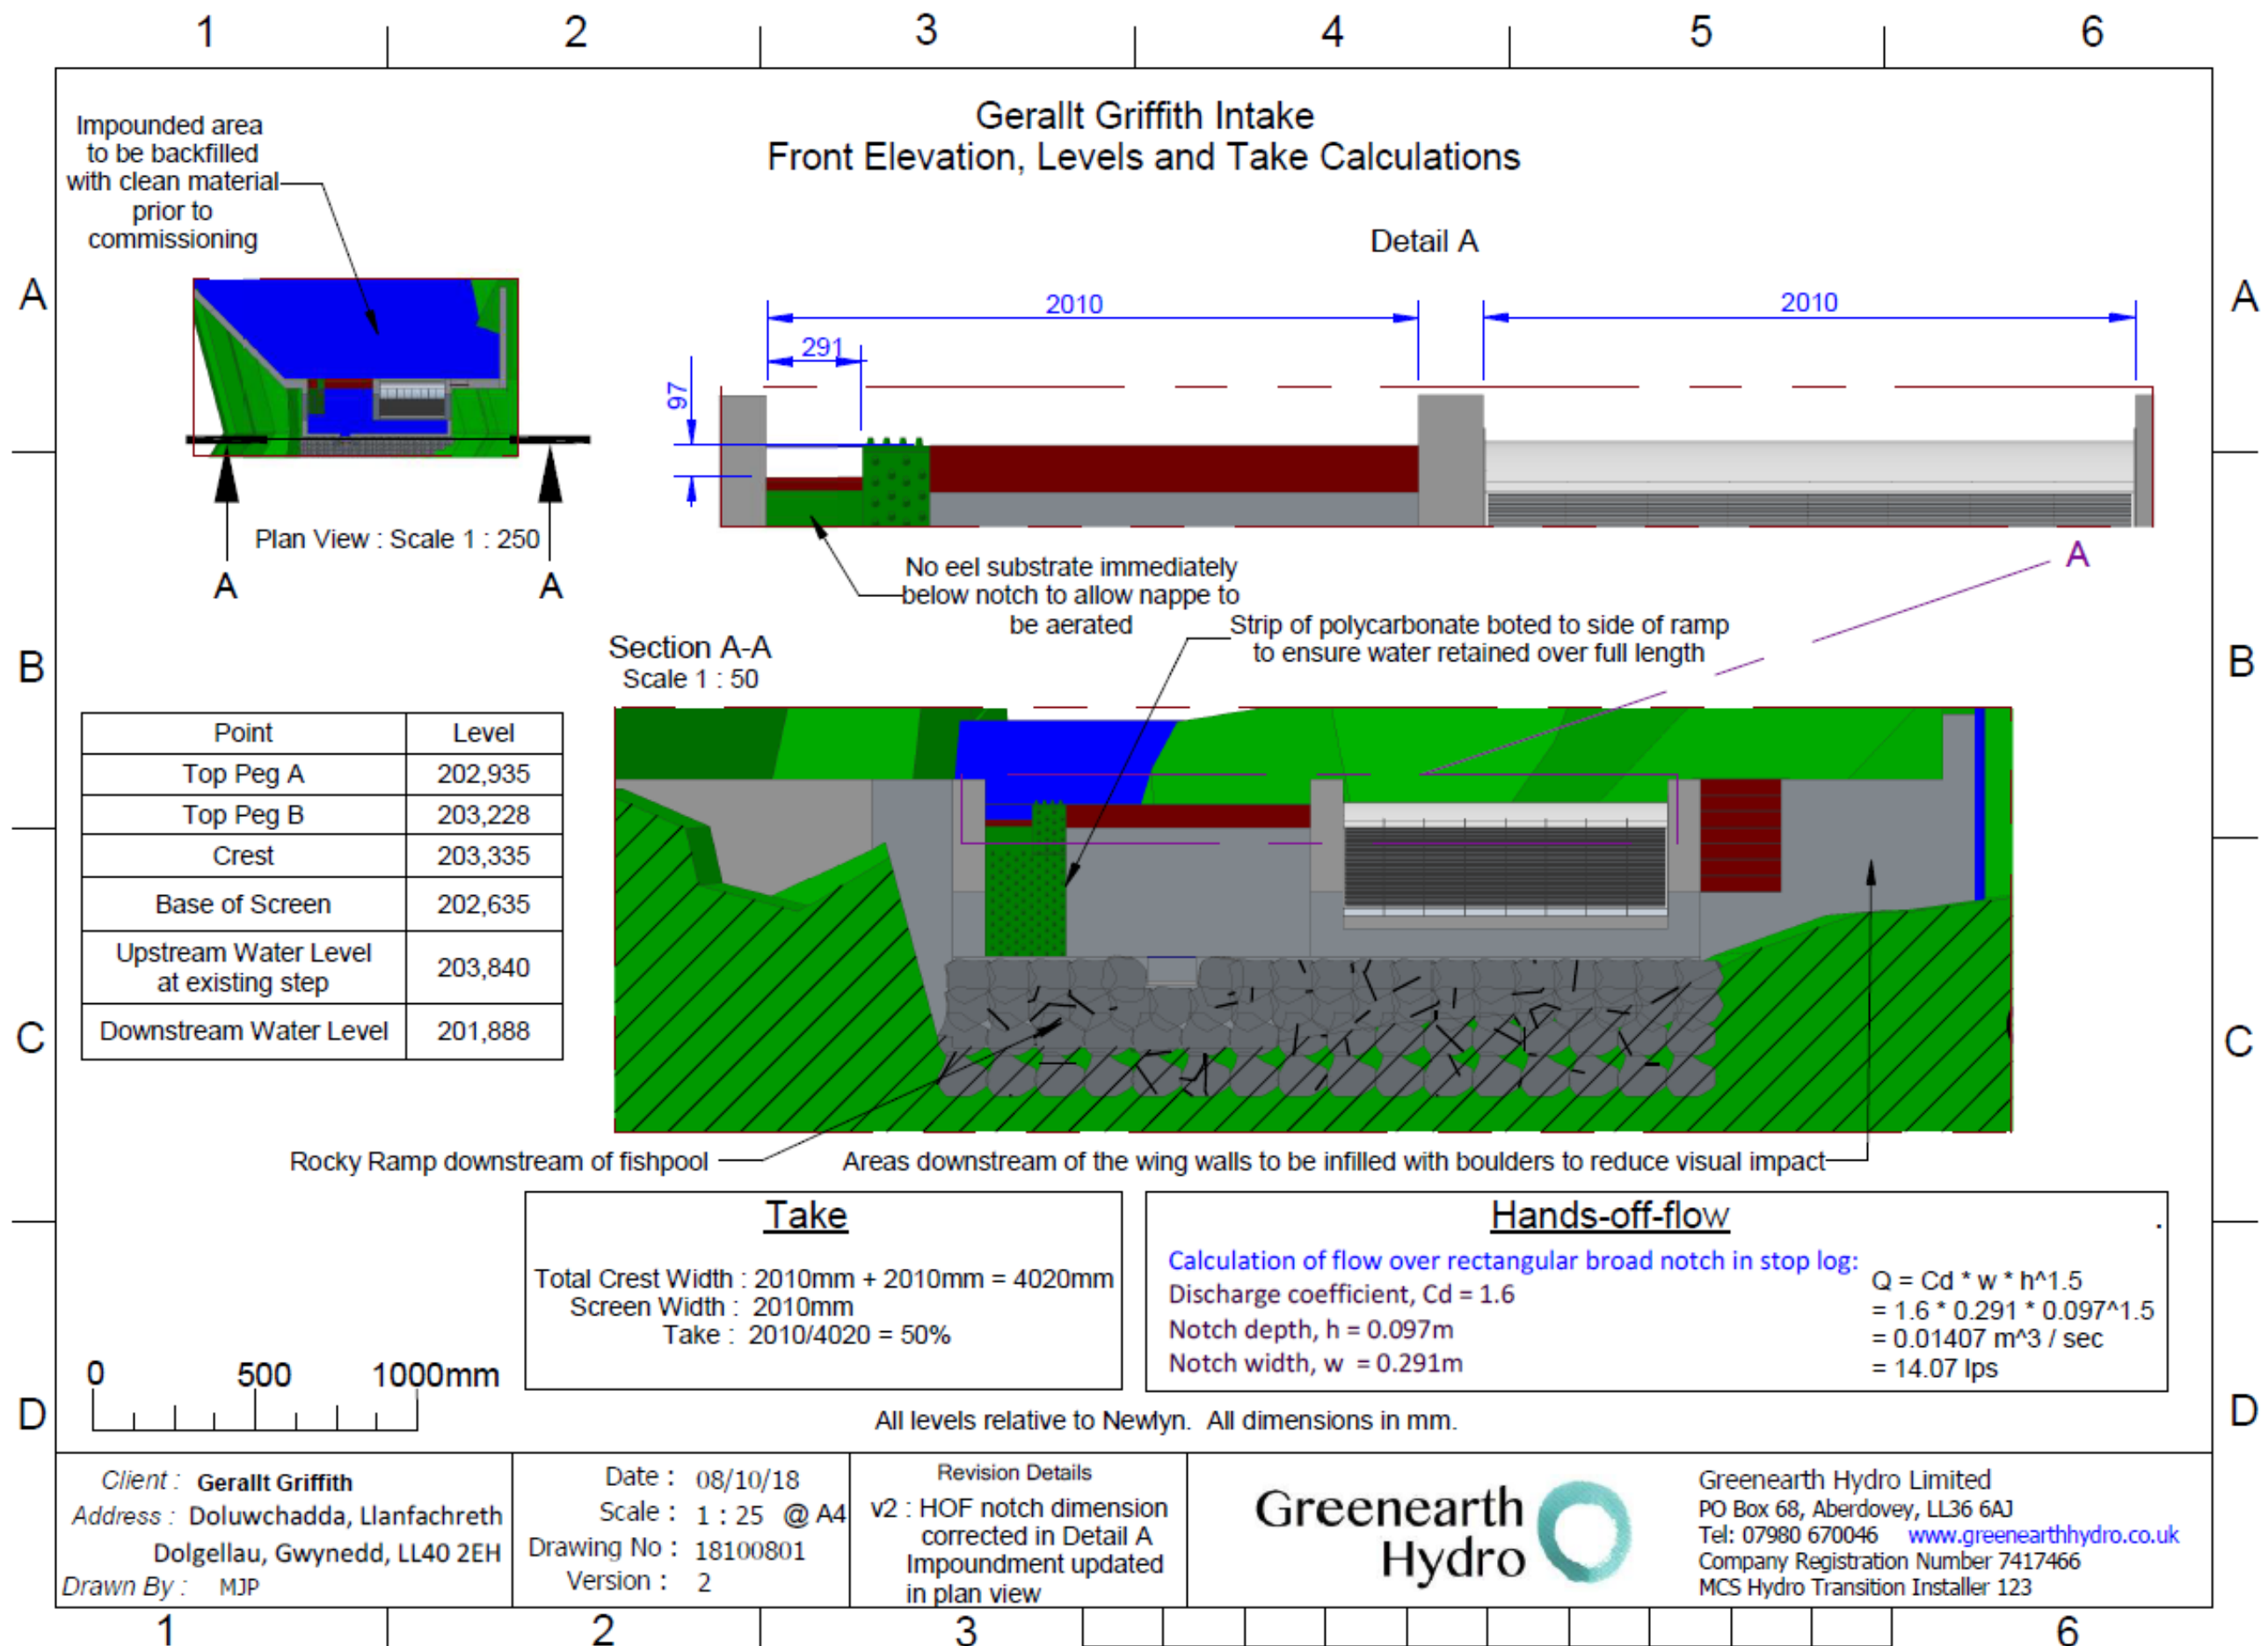 1 2 3 4 5 6
Gerallt Griffith Intake
Front Elevation, Levels and Take Calculations
Impounded area
to be backfilled
with clean material
prior to
commissioning
Detail A
A A
2010 2010
291
97
Plan View : Scale 1 : 250
A A
A
No eel substrate immediately
below notch to allow nappe to
be aerated
Strip of polycarbonate boted to side of ramp
to ensure water retained over full length
Section A-A
Scale 1 : 50
B B
Point Level
Top Peg A 202,935
Top Peg B 203,228
Crest 203,335
Base of Screen 202,635
Upstream Water Level
at existing step 203,840
Downstream Water Level 201,888
C C
Rocky Ramp downstream of fishpool
Areas downstream of the wing walls to be infilled with boulders to reduce visual impact
Take
Total Crest Width : 2010mm + 2010mm = 4020mm
Screen Width : 2010mm
Take : 2010/4020 = 50%
Hands-off-flow .
Calculation of flow over rectangular broad notch in stop log:
Discharge coefficient, Cd = 1.6
Notch depth, h = 0.097m
Notch width, w = 0.291m
Q = Cd * w * h^1.5
= 1.6 * 0.291 * 0.097^1.5
= 0.01407 m^3 / sec
= 14.07 lps
0 500 1000mm
D D
All levels relative to Newlyn. All dimensions in mm.
Client : Gerallt Griffith
Address : Doluwchadda, Llanfachreth
Dolgellau, Gwynedd, LL40 2EH
Drawn By : MJP
Date : 08/10/18
Scale : 1 : 25 @ A4
Drawing No : 18100801
Version : 2
Revision Details
v2 : HOF notch dimension
corrected in Detail A
Impoundment updated
in plan view
Greenearth
Hydro
Greenearth Hydro Limited
PO Box 68, Aberdovey, LL36 6AJ
Tel: 07980 670046 www.greenearthhydro.co.uk
Company Registration Number 7417466
MCS Hydro Transition Installer 123
1 2 3 6